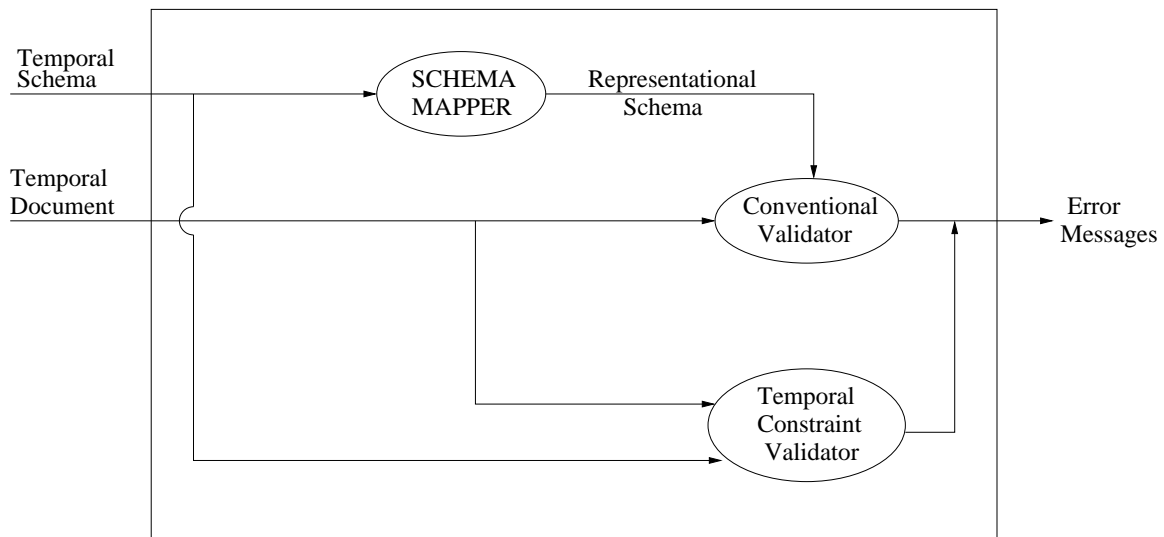 Temporal
Schema
SCHEMA
MAPPER
Representational
Schema
Temporal
Document
Conventional
Validator
Error
Messages
Temporal
Constraint
Validator